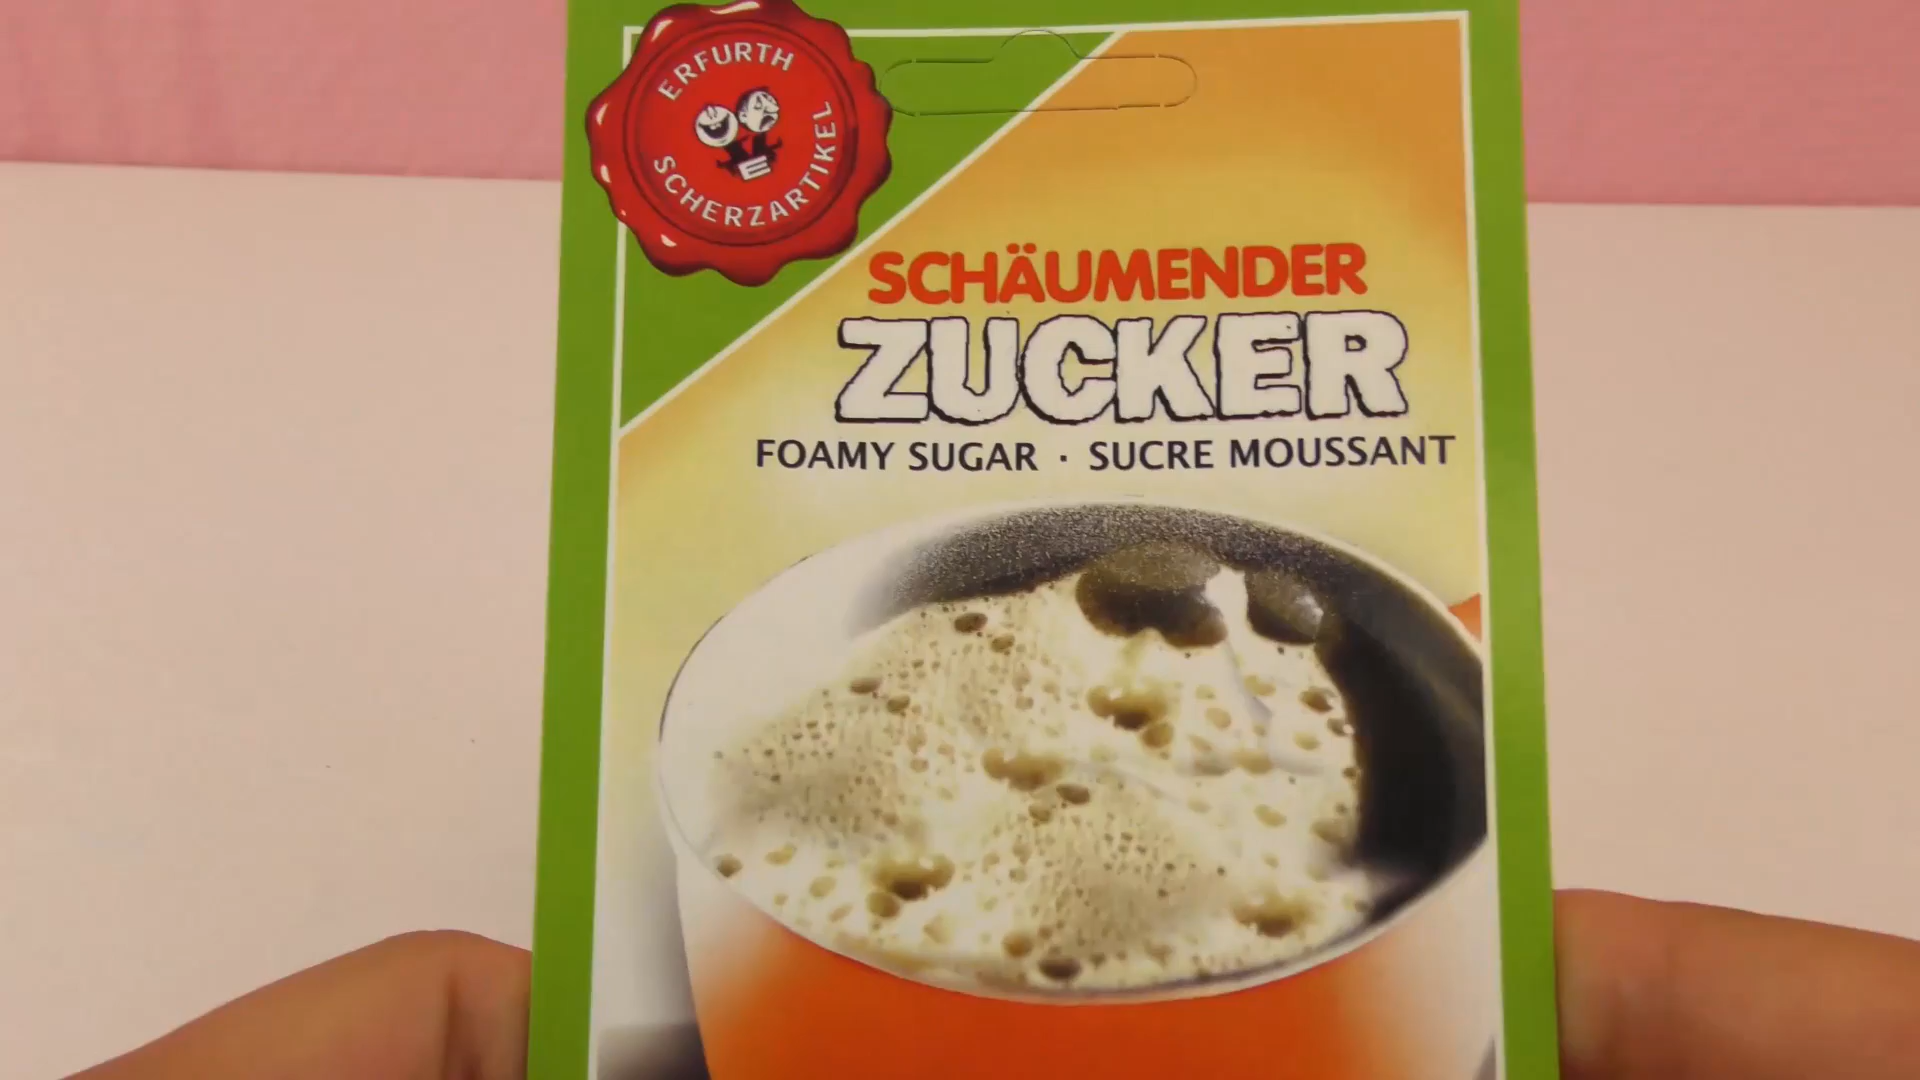 ERFURTH
SCHERZARTIKEL
E
SCHÄUMENDER
ZUCKER
FOAMY SUGAR · SUCRE MOUSSANT